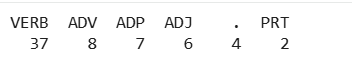 VERB ADV ADP ADJ . PRT
37 8 7 6 4 2